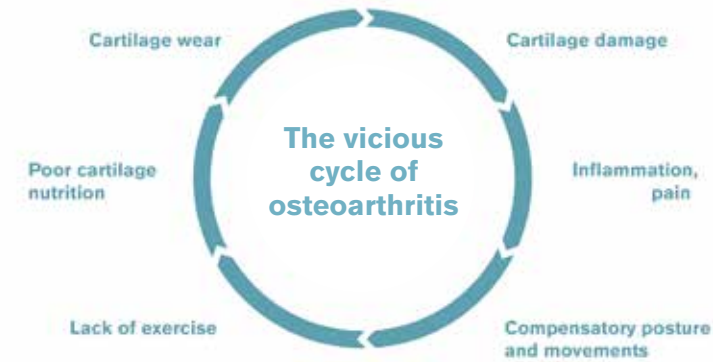 Cartilage wear
Cartilage damage
The vicious
cycle of
osteoarthritis
Poor cartilage
nutrition
Inflammation,
pain
Lack of exercise
Compensatory posture
and movements